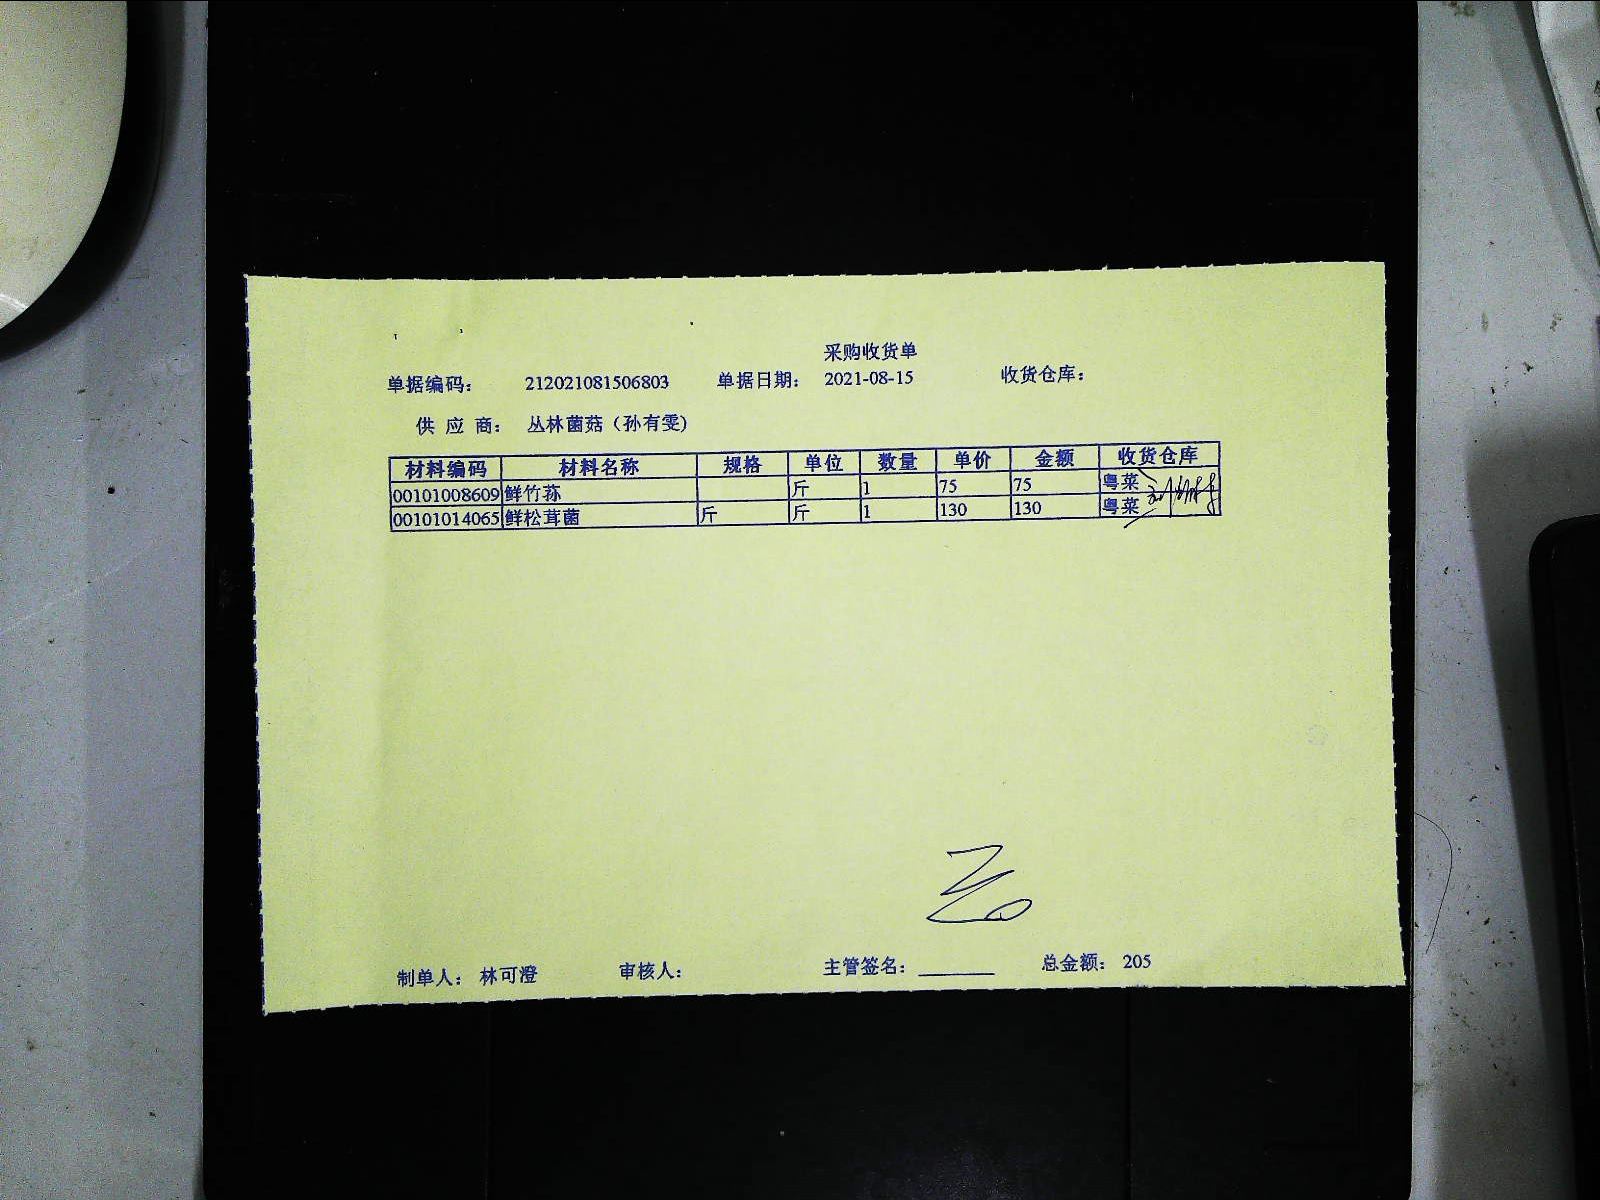 采购收货单
单据编码: 212021081506803 单据日期: 2021-08-15 收货仓库:
供 应 商: 丛林菌菇 (孙有雯)
材料编码 材料名称 规格 单位 数量 单价 金额 收货仓库
00101008609 鲜竹荪 斤 1 75 75 粤菜
00101014065 鲜松茸菌 斤 斤 1 130 130 粤菜
制单人: 林可澄 审核人: 主管签名: ________ 总金额: 205